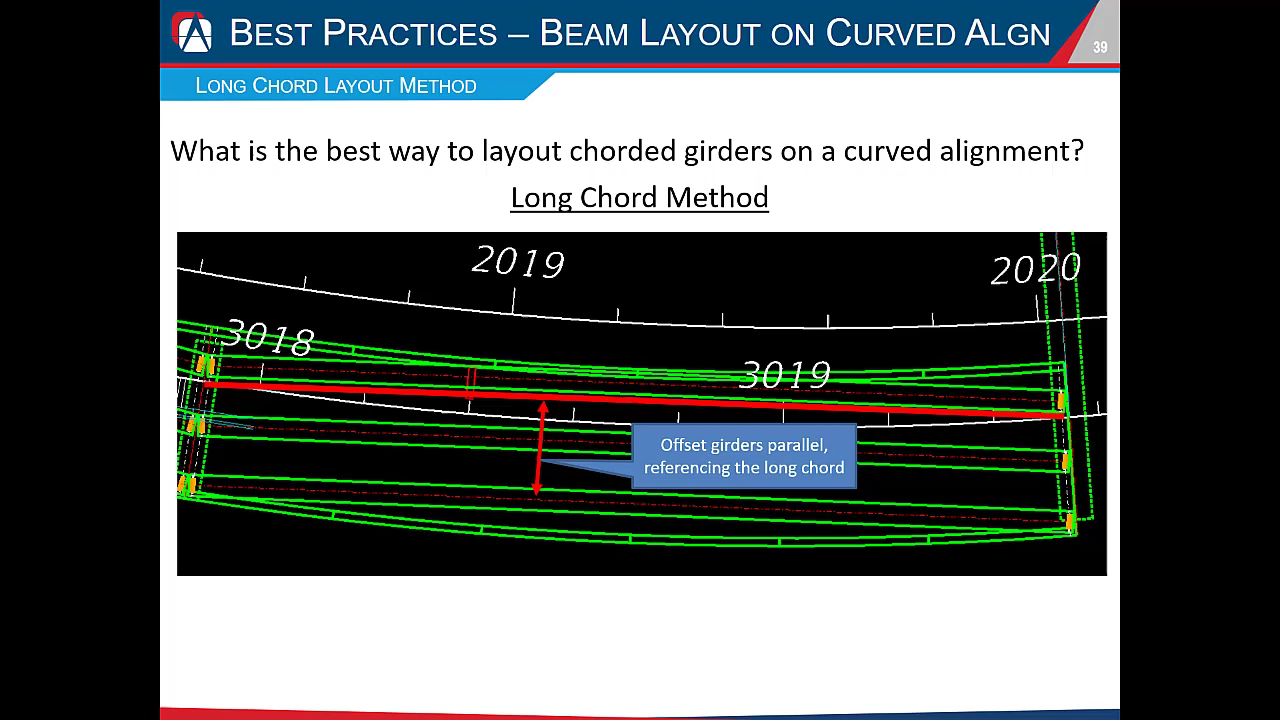 BEST PRACTICES – BEAM LAYOUT ON CURVED ALGN
39
LONG CHORD LAYOUT METHOD
What is the best way to layout chorded girders on a curved alignment?
Long Chord Method
2019
2020
3018
3019
Offset girders parallel,
referencing the long chord